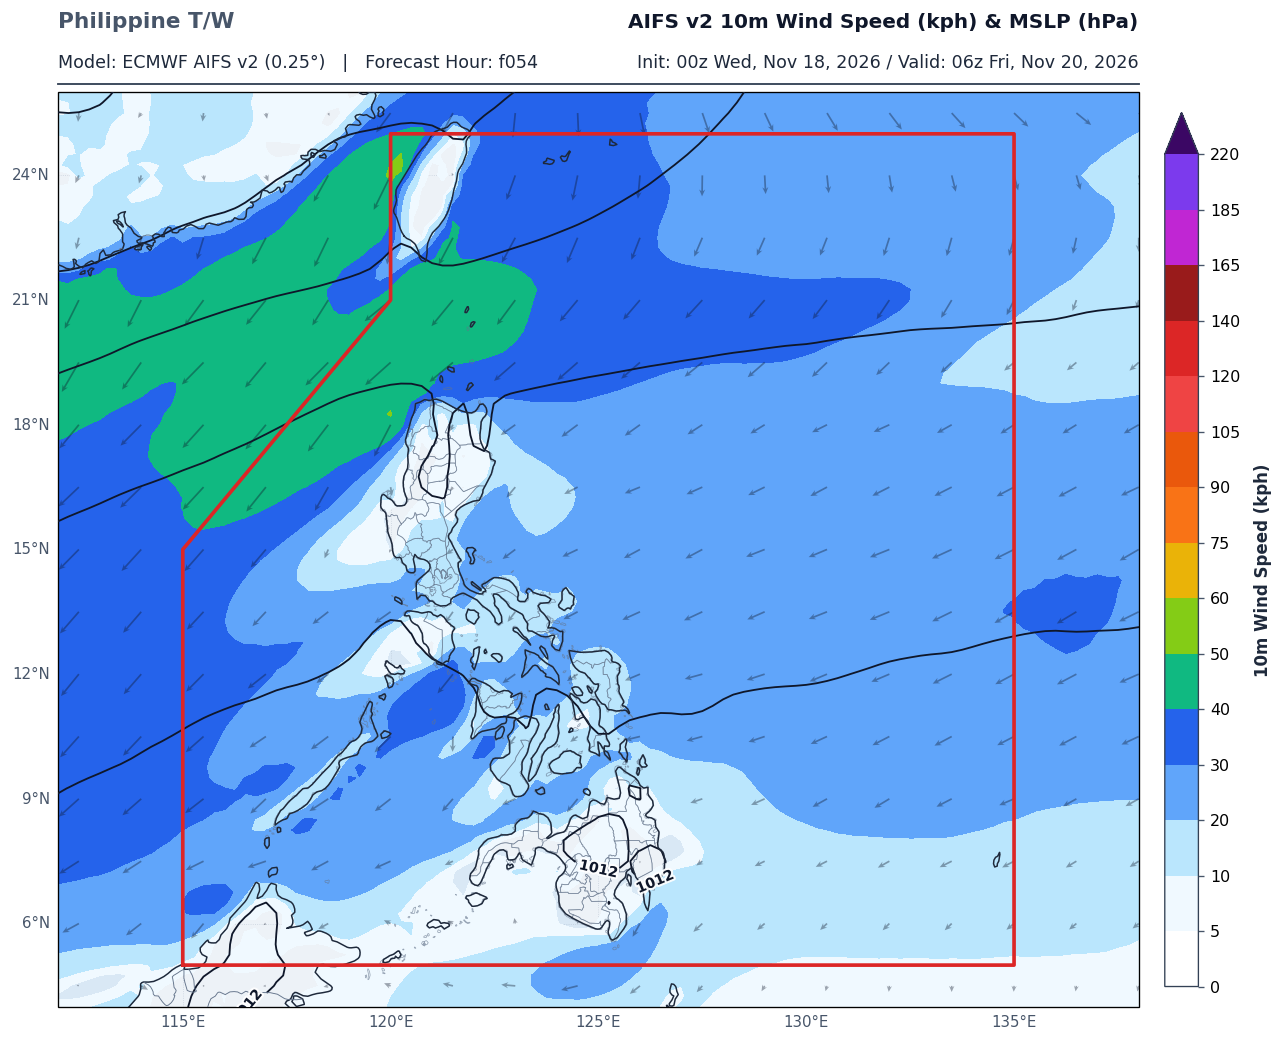 Philippine T/W
AIFS v2 10m Wind Speed (kph) & MSLP (hPa)
Model: ECMWF AIFS v2 (0.25°) | Forecast Hour: f054
Init: 00z Wed, Nov 18, 2026 / Valid: 06z Fri, Nov 20, 2026
24°N
21°N
18°N
15°N
12°N
9°N
6°N
115°E
120°E
125°E
130°E
135°E
1012
1012
012
220
185
165
140
120
105
90
75
60
50
40
30
20
10
5
0
10m Wind Speed (kph)